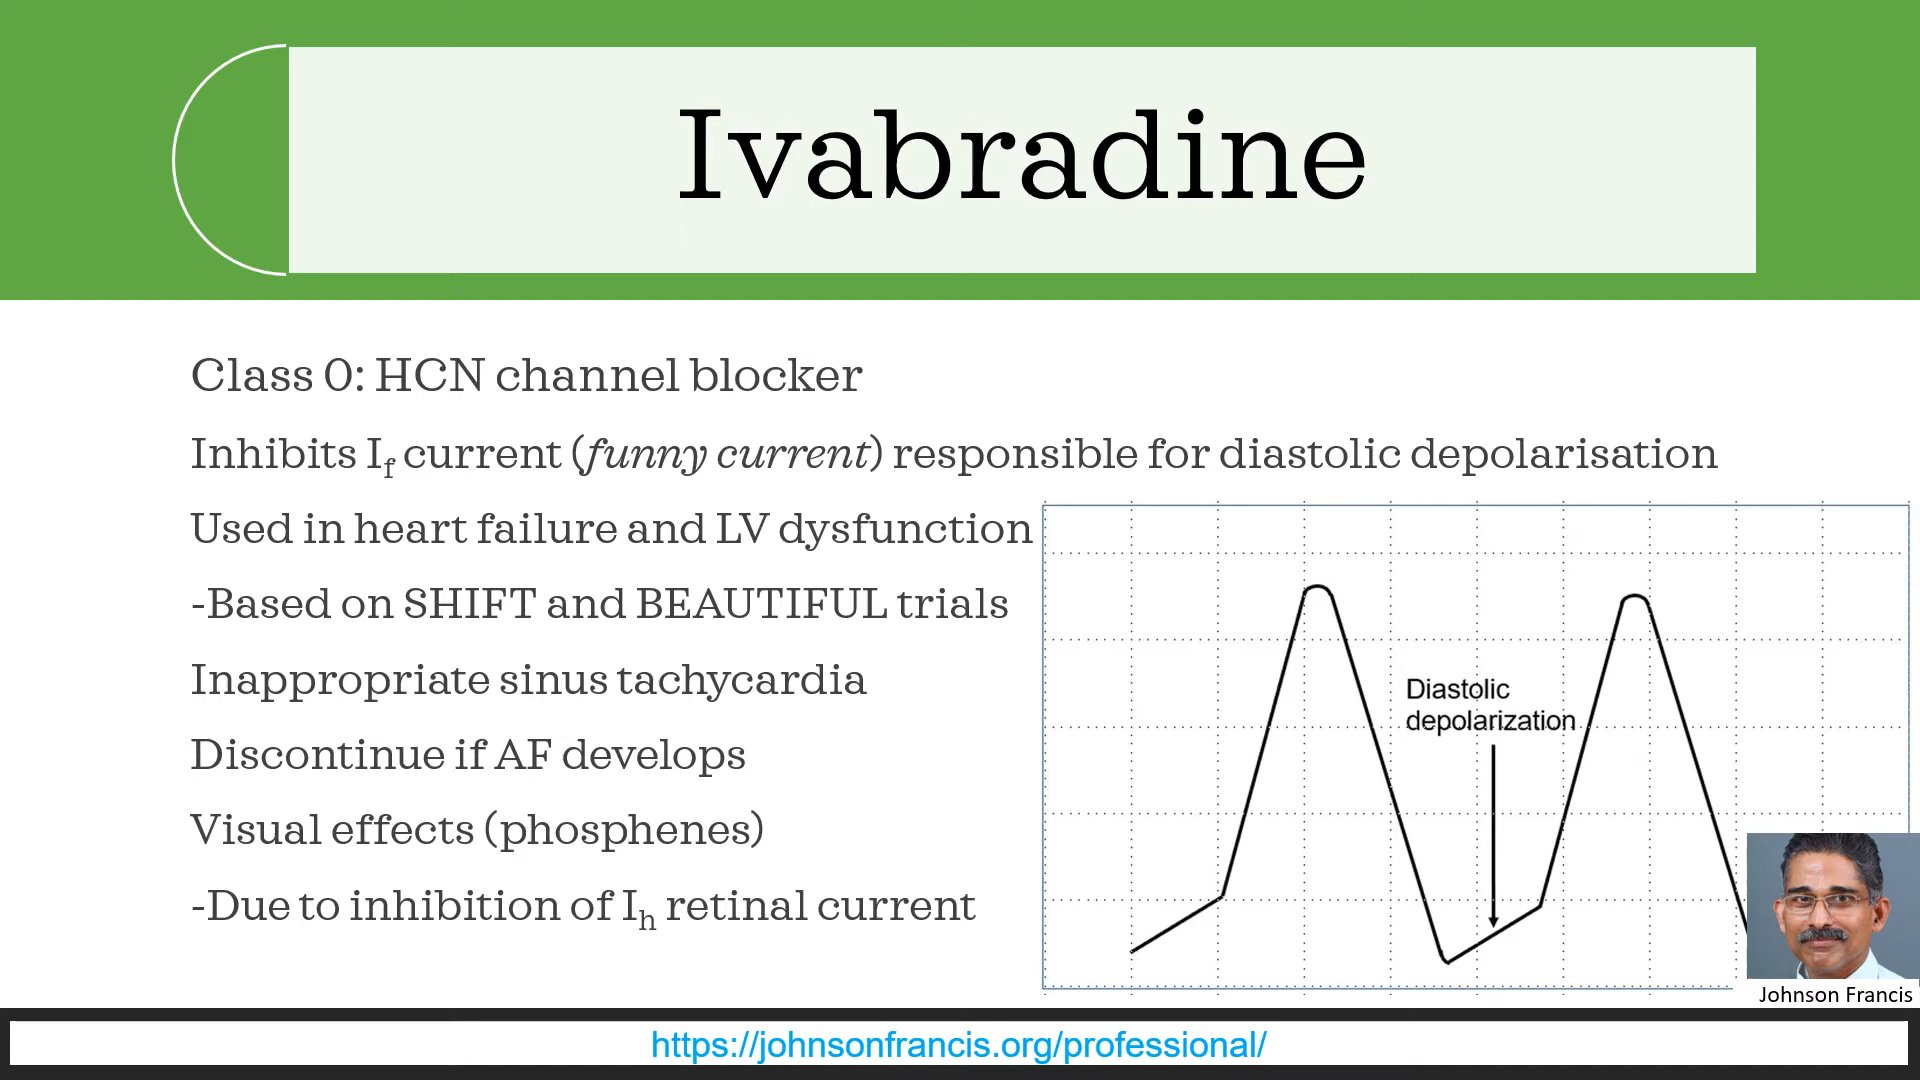 Ivabradine
Class 0: HCN channel blocker
Inhibits If current (funny current) responsible for diastolic depolarisation
Used in heart failure and LV dysfunction
-Based on SHIFT and BEAUTIFUL trials
Inappropriate sinus tachycardia
Discontinue if AF develops
Visual effects (phosphenes)
-Due to inhibition of Ih retinal current
Diastolic
depolarization
Johnson Francis
https://johnsonfrancis.org/professional/